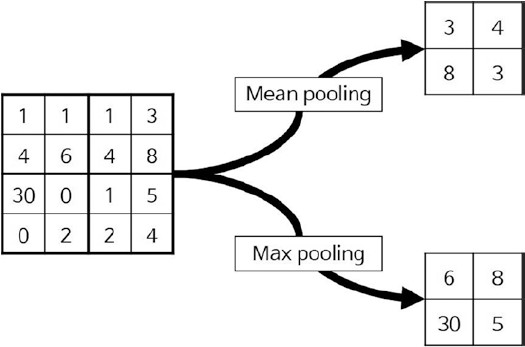 3 4
8 3
Mean pooling
1 1 1 3
4 6 4 8
30 0 1 5
0 2 2 4
Max pooling
6 8
30 5